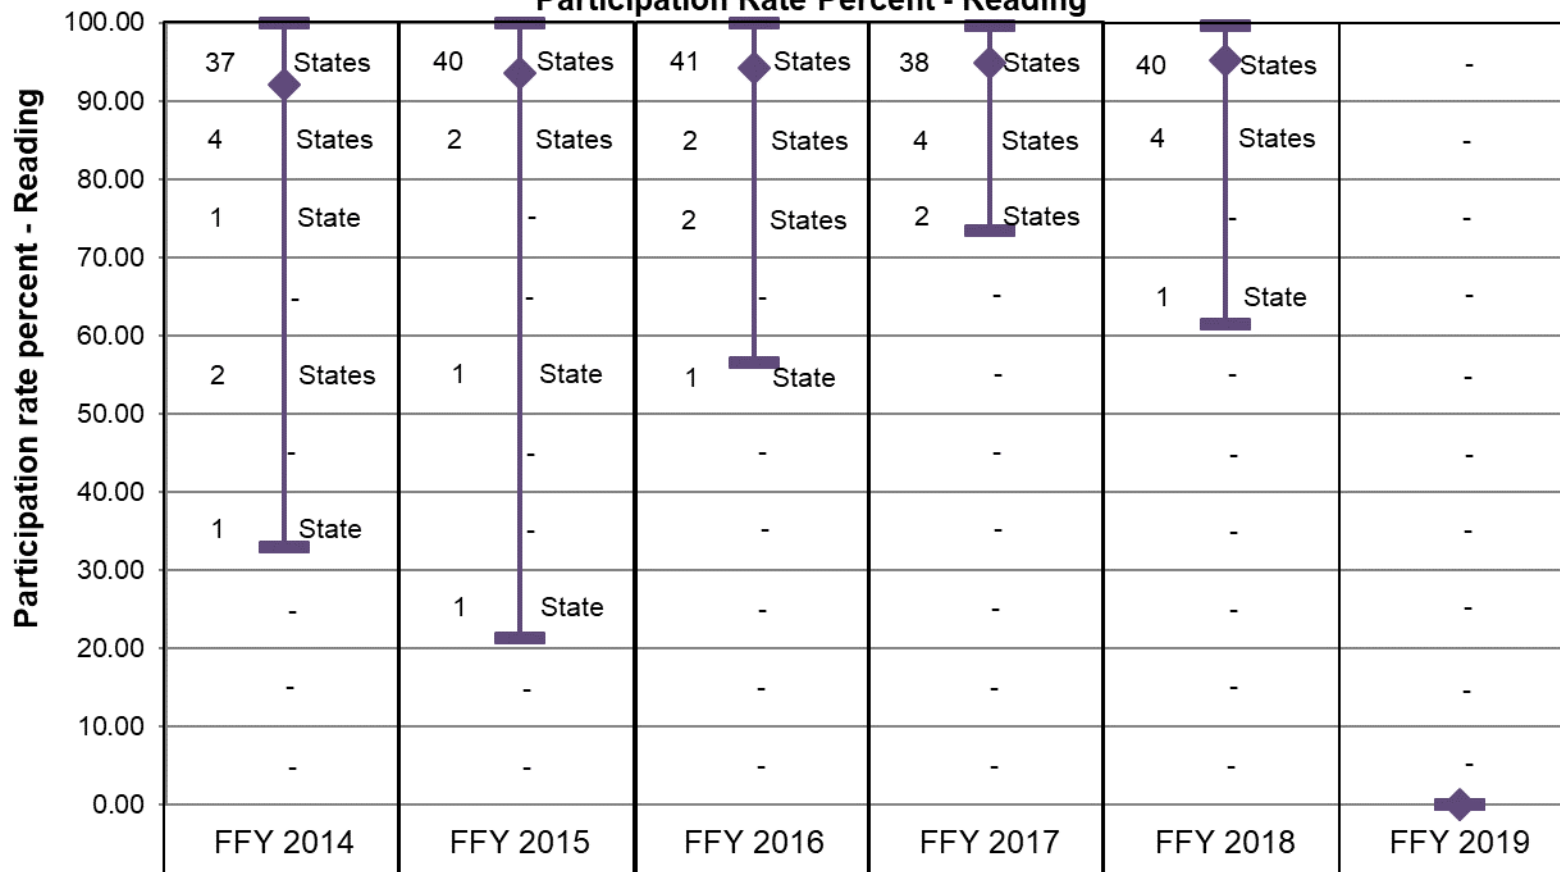 Participation Rate Percent - Reading
Participation rate percent - Reading
100.00
37 States 40 States 41 States 38 States 40 States -
90.00
4 States 2 States 2 States 4 States 4 States -
80.00
1 State - 2 States 2 States - -
70.00
- - - - 1 State -
60.00
2 States 1 State 1 State - - -
50.00
- - - - - -
40.00
1 State - - - - -
30.00
- 1 State - - - -
20.00
- - - - - -
10.00
- - - - - -
0.00
FFY 2014 FFY 2015 FFY 2016 FFY 2017 FFY 2018 FFY 2019